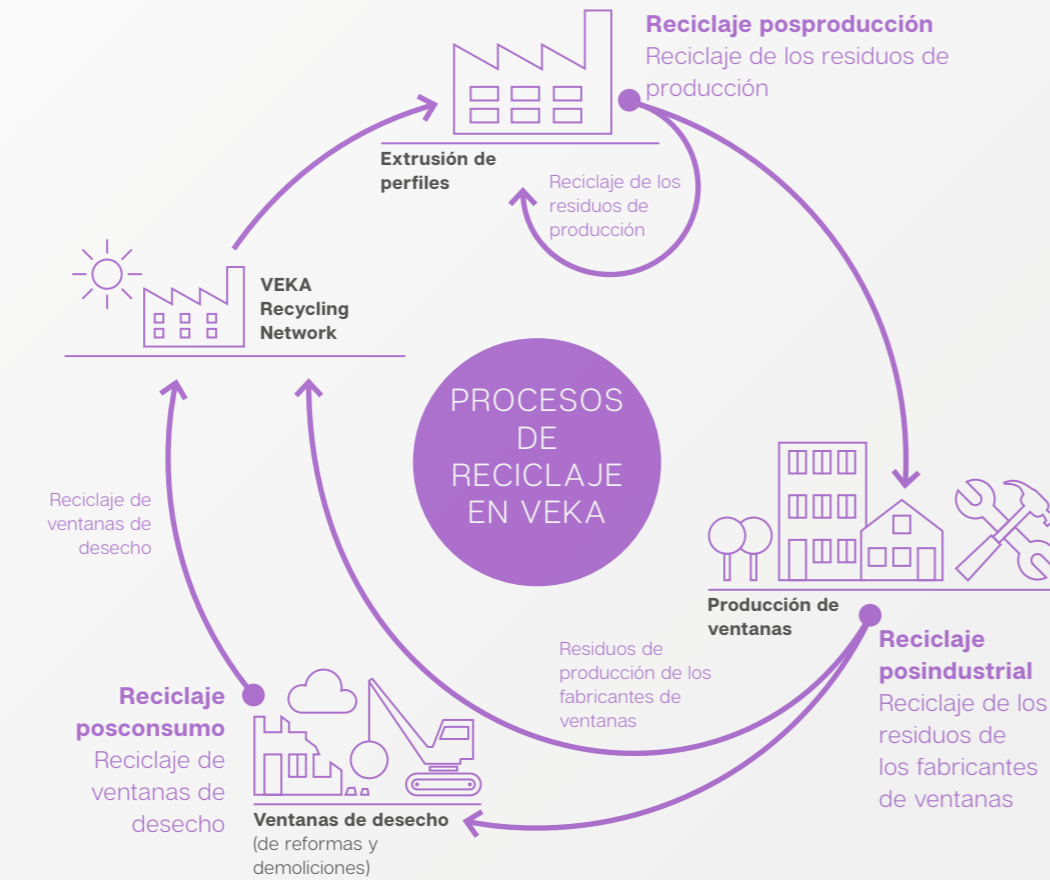 Reciclaje posproducción
Reciclaje de los residuos de
producción
Extrusión de
perfiles
Reciclaje de los
residuos de
producción
VEKA
Recycling
Network
PROCESOS
DE
RECICLAJE
EN VEKA
Reciclaje de
ventanas de
desecho
Producción de
ventanas
Residuos de
producción de los
fabricantes de
ventanas
Reciclaje
posindustrial
Reciclaje de los
residuos de
los fabricantes
de ventanas
Reciclaje
posconsumo
Reciclaje de
ventanas de
desecho
Ventanas de desecho
(de reformas y
demoliciones)